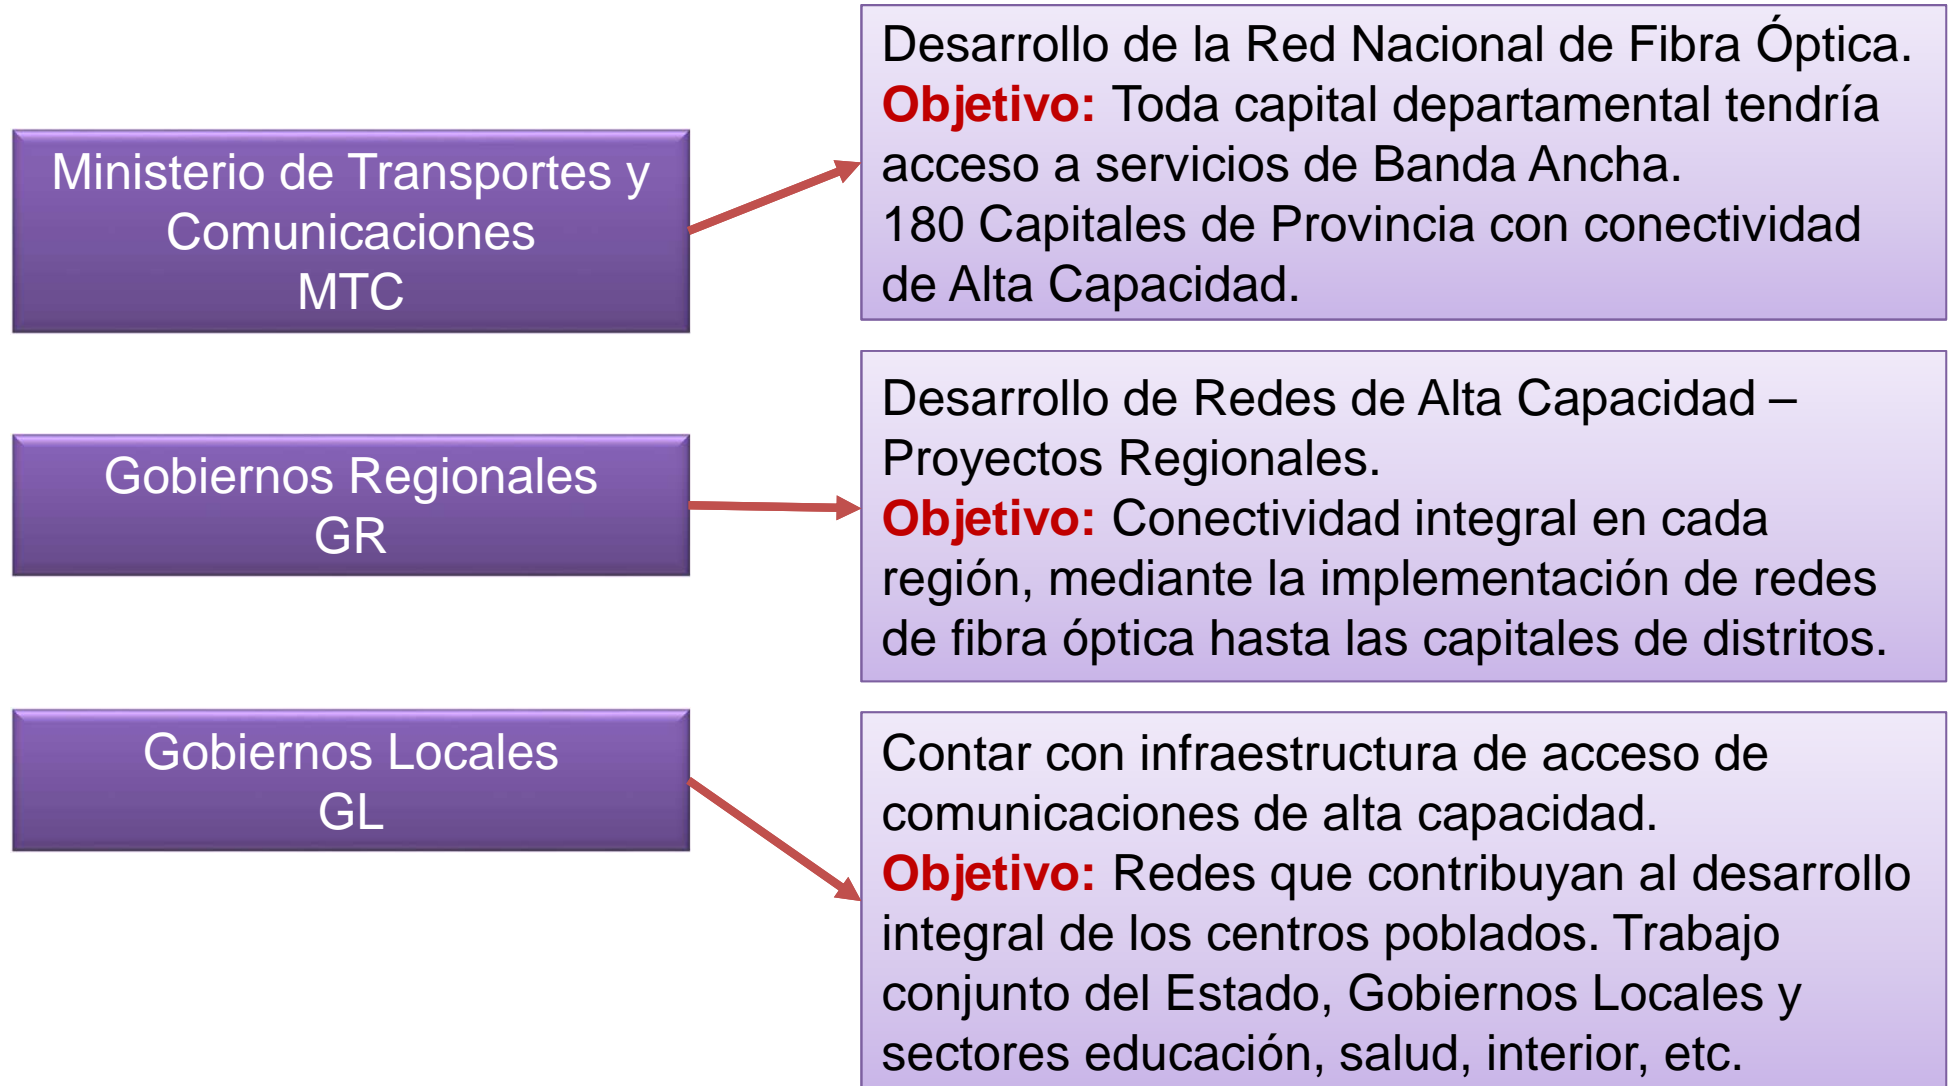 Ministerio de Transportes y
Comunicaciones
MTC
Desarrollo de la Red Nacional de Fibra Óptica.
Objetivo: Toda capital departamental tendría
acceso a servicios de Banda Ancha.
180 Capitales de Provincia con conectividad
de Alta Capacidad.
Gobiernos Regionales
GR
Desarrollo de Redes de Alta Capacidad –
Proyectos Regionales.
Objetivo: Conectividad integral en cada
región, mediante la implementación de redes
de fibra óptica hasta las capitales de distritos.
Gobiernos Locales
GL
Contar con infraestructura de acceso de
comunicaciones de alta capacidad.
Objetivo: Redes que contribuyan al desarrollo
integral de los centros poblados. Trabajo
conjunto del Estado, Gobiernos Locales y
sectores educación, salud, interior, etc.